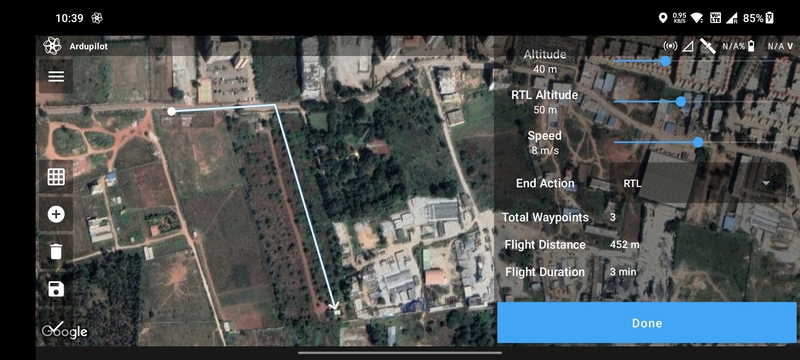 10:39
0.95
KB/S
85%
Ardupilot
N/A%
N/A V
Altitude
40 m
RTL Altitude
50 m
Speed
8 m/s
End Action RTL
Total Waypoints 3
Flight Distance 452 m
Flight Duration 3 min
Done
Google